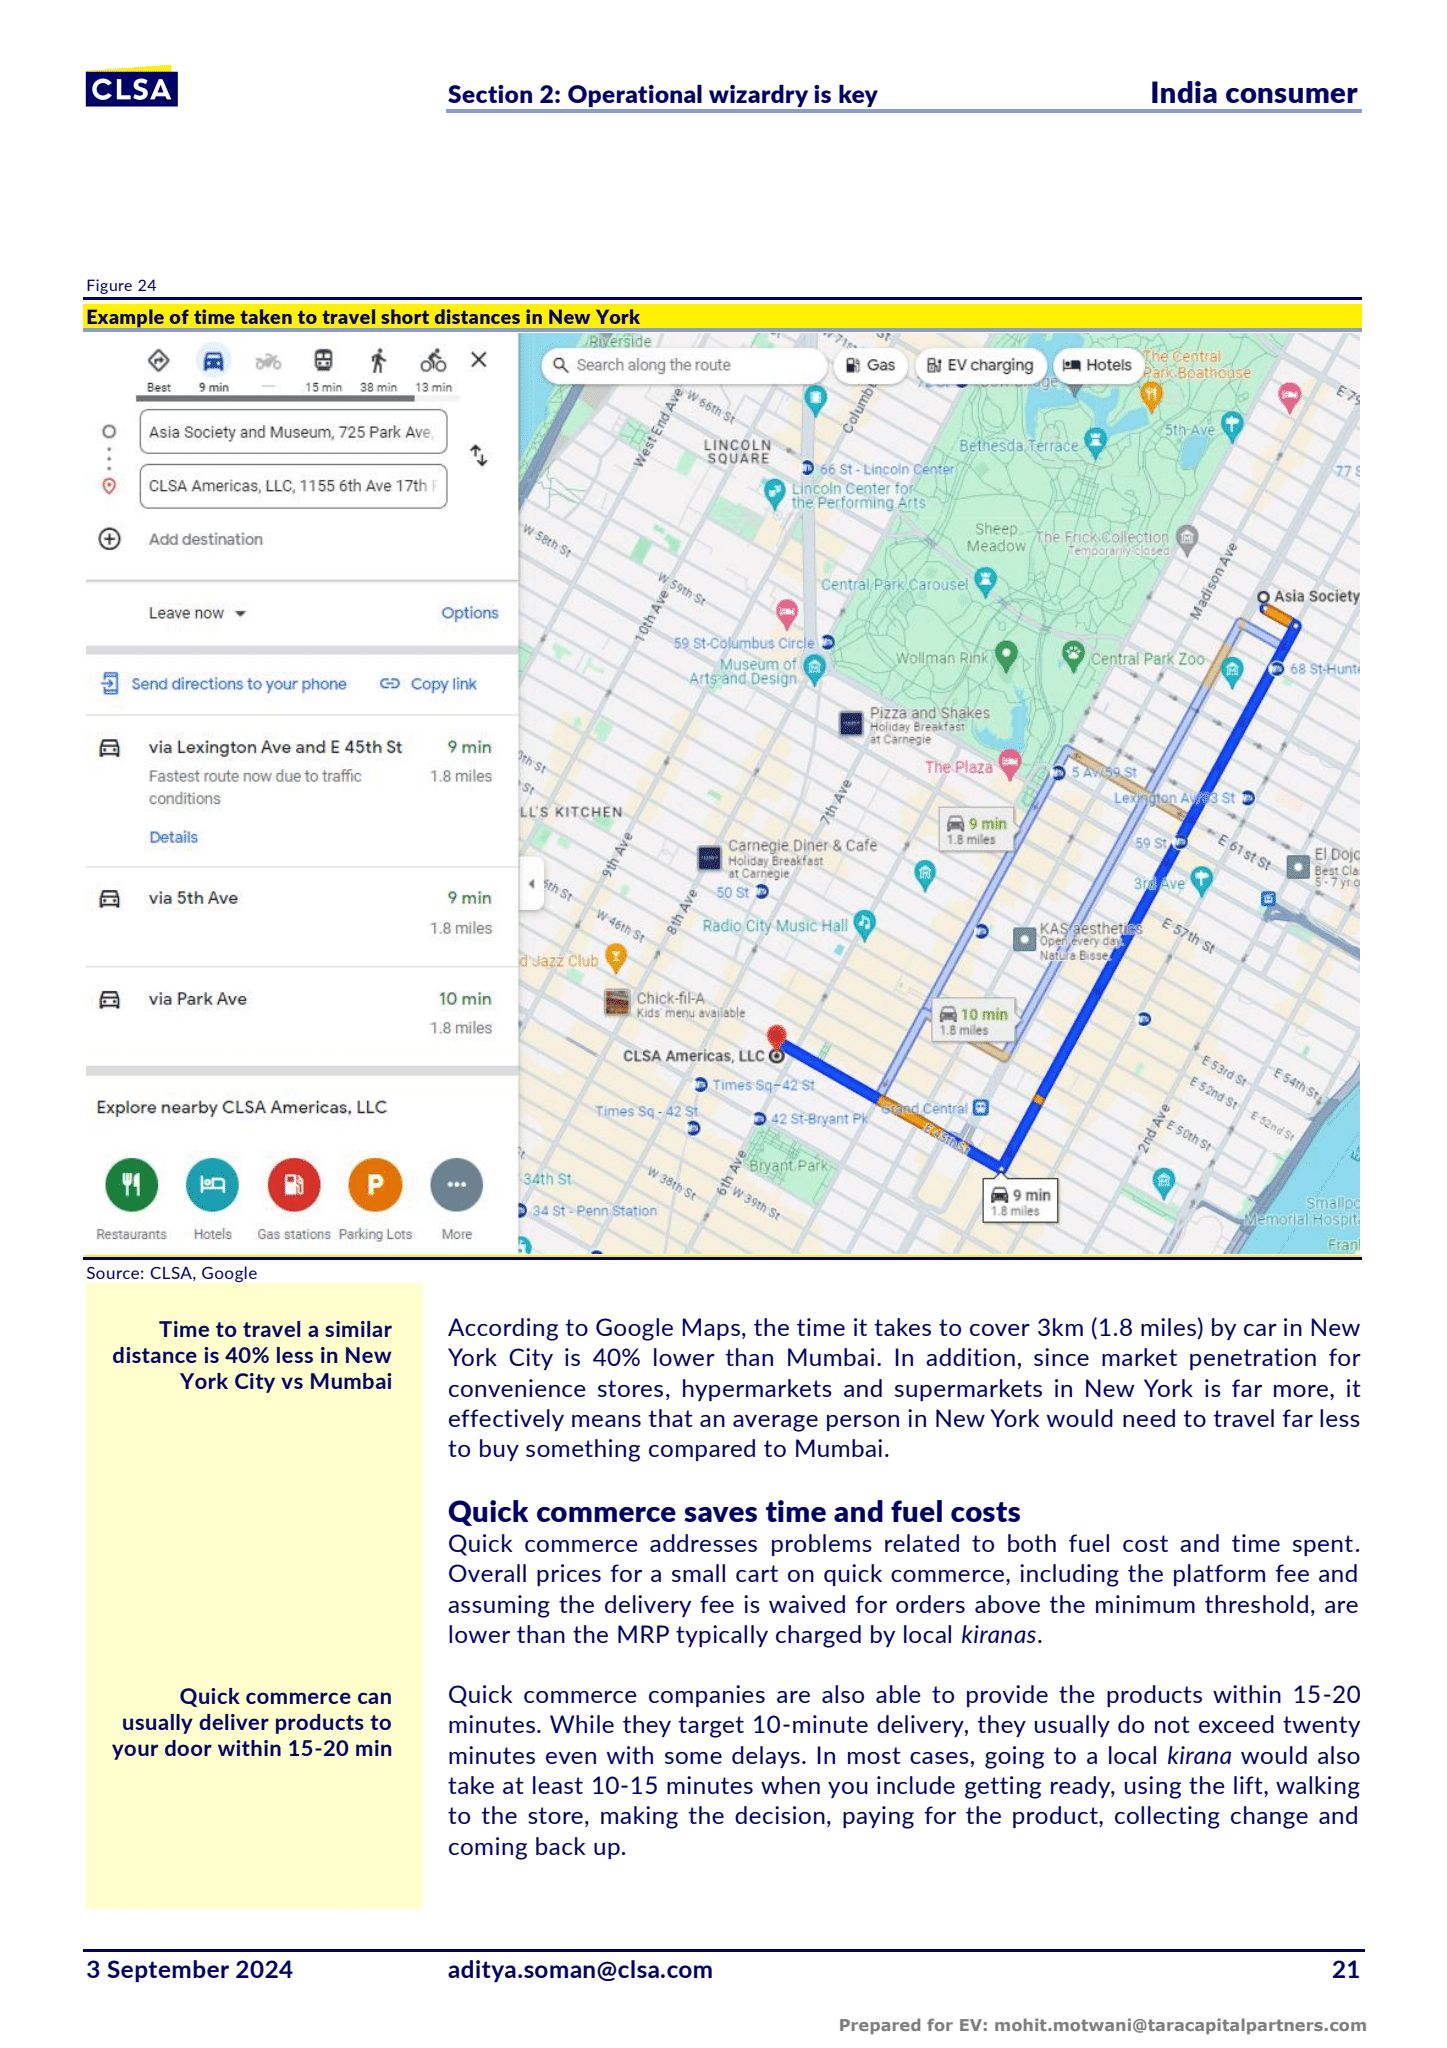 CLSA
Section 2: Operational wizardry is key
India consumer
Figure 24
Example of time taken to travel short distances in New York
Best
9 min
15 min
38 min
13 min
Asia Society and Museum, 725 Park Ave,
CLSA Americas, LLC, 1155 6th Ave 17th
Add destination
Leave now
Options
Send directions to your phone
Copy link
via Lexington Ave and E 45th St
9 min
Fastest route now due to traffic
1.8 miles
conditions
Details
via 5th Ave
9 min
1.8 miles
via Park Ave
10 min
1.8 miles
Explore nearby CLSA Americas, LLC
Restaurants
Hotels
Gas stations
Parking Lots
More
Riverside
Search along the route
Gas
EV charging
Hotels
The Central
Park Boathouse
West End Ave
W 66th St
LINCOLN
SQUARE
Bethesda Terrace
5th Ave
66 St - Lincoln Center
Lincoln Center for
the Performing Arts
W 58th St
Sheep
Meadow
The Frick Collection
Temporarily closed
Madison Ave
Central Park Carousel
W 59th St
10th Ave
Asia Society
59 St-Columbus Circle
Museum of
Arts and Design
Wollman Rink
Central Park Zoo
68 St-Hunte
Pizza and Shakes
Holiday Breakfast
at Carnegie
The Plaza
5 Av/59 St
Lexington Av/63 St
7th Ave
LL'S KITCHEN
9 min
1.8 miles
9th Ave
Carnegie Diner & Cafe
Holiday Breakfast
at Carnegie
59 St
E 61st St
El Dojo
Best Cla
5 - 7 yr o
3rd Ave
50 St
8th Ave
W 46th St
Radio City Music Hall
KAS aesthetics
Open every day
Natura Bisse
E 57th St
d Jazz Club
Chick-fil-A
Kids' menu available
10 min
1.8 miles
CLSA Americas, LLC
Times Sq-42 St
Times Sq - 42 St
42 St-Bryant Pk
Grand Central
E 45th St
E 53rd St
E 54th St
E 52nd St
E 52nd St
E 50th St
2nd Ave
Bryant Park
6th Ave
W 38th St
W 39th St
34th St
34 St - Penn Station
9 min
1.8 miles
Smallpo
Memorial Hospita
Frank
Source: CLSA, Google
Time to travel a similar
distance is 40% less in New
York City vs Mumbai
According to Google Maps, the time it takes to cover 3km (1.8 miles) by car in New
York City is 40% lower than Mumbai. In addition, since market penetration for
convenience stores, hypermarkets and supermarkets in New York is far more, it
effectively means that an average person in New York would need to travel far less
to buy something compared to Mumbai.
Quick commerce saves time and fuel costs
Quick commerce addresses problems related to both fuel cost and time spent.
Overall prices for a small cart on quick commerce, including the platform fee and
assuming the delivery fee is waived for orders above the minimum threshold, are
lower than the MRP typically charged by local kiranas.
Quick commerce can
usually deliver products to
your door within 15-20 min
Quick commerce companies are also able to provide the products within 15-20
minutes. While they target 10-minute delivery, they usually do not exceed twenty
minutes even with some delays. In most cases, going to a local kirana would also
take at least 10-15 minutes when you include getting ready, using the lift, walking
to the store, making the decision, paying for the product, collecting change and
coming back up.
3 September 2024
aditya.soman@clsa.com
21
Prepared for EV: mohit.motwani@taracapitalpartners.com